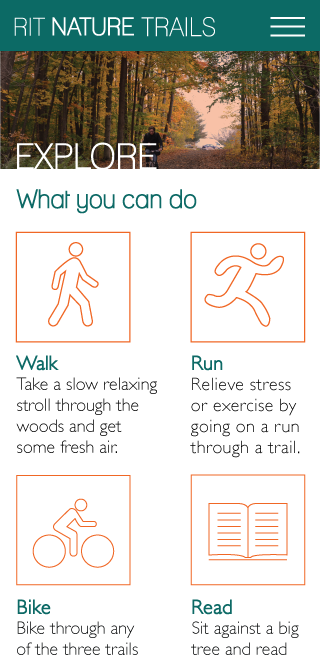 RIT NATURE TRAILS
EXPLORE
What you can do
Walk
Take a slow relaxing
stroll through the
woods and get
some fresh air.
Run
Relieve stress
or exercise by
going on a run
through a trail.
Bike
Bike through any
of the three trails
Read
Sit against a big
tree and read